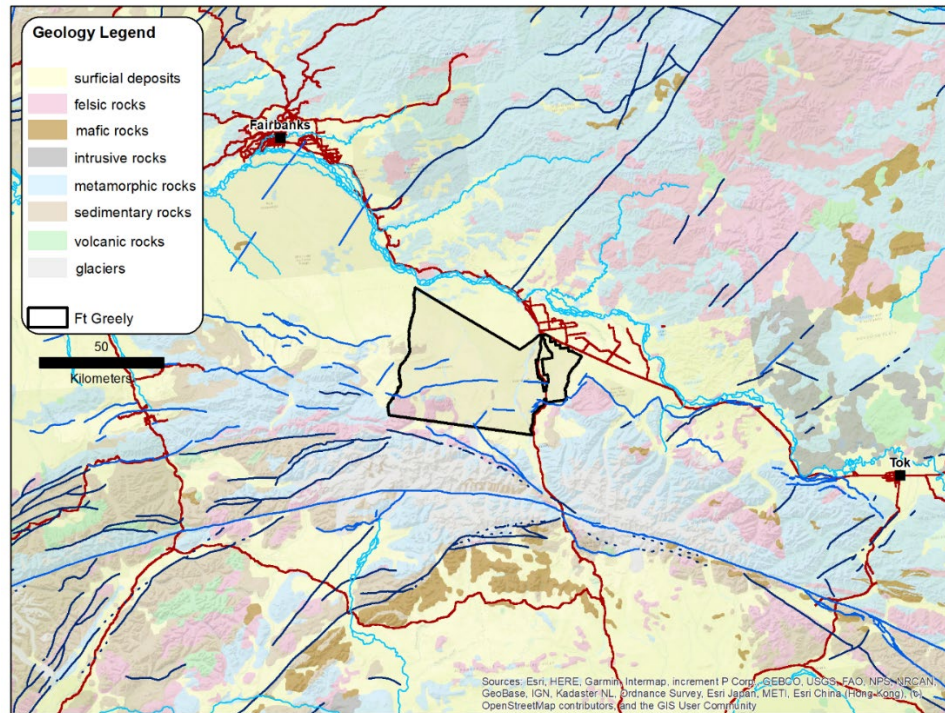 Geology Legend
surficial deposits
felsic rocks
mafic rocks
intrusive rocks
metamorphic rocks
sedimentary rocks
volcanic rocks
glaciers
Ft Greely
50
Kilometers
Fairbanks
Tok
Sources: Esri, HERE, Garmin, Intermap, increment P Corp., GEBCO, USGS, FAO, NPS, NRCAN,
GeoBase, IGN, Kadaster NL, Ordnance Survey, Esri Japan, METI, Esri China (Hong Kong), (c)
OpenStreetMap contributors, and the GIS User Community